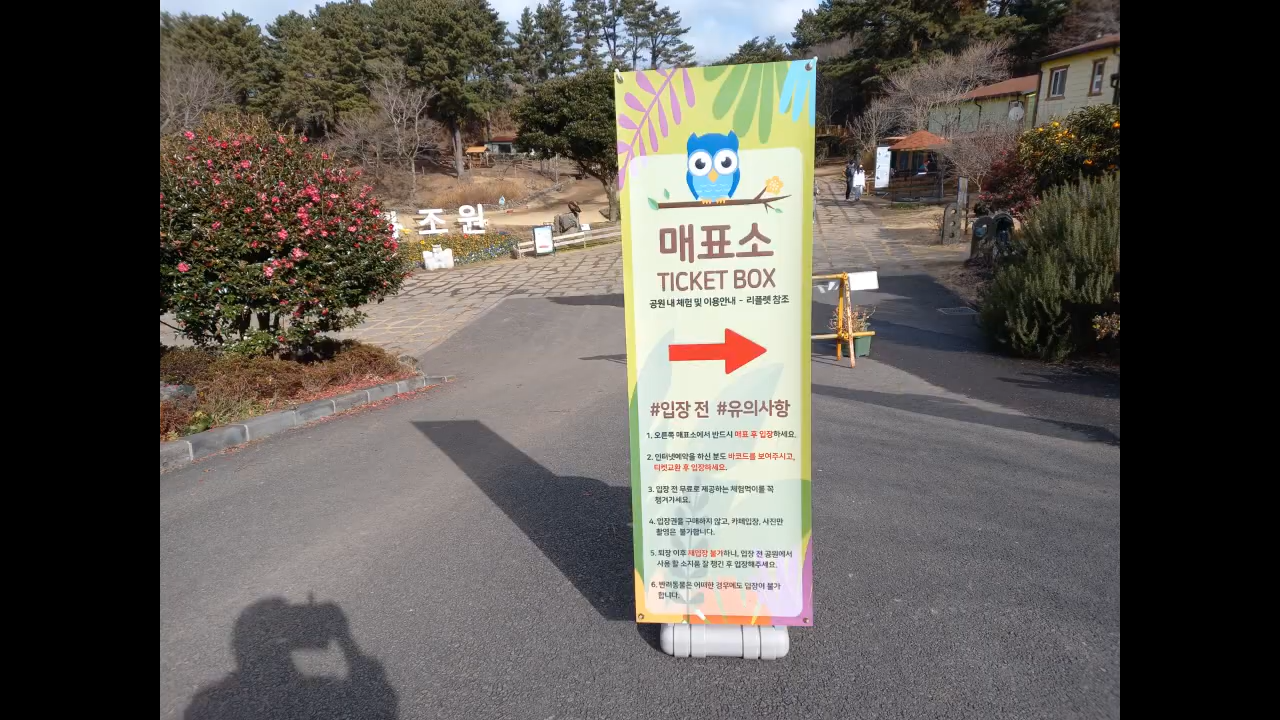 조원
매표소
TICKET BOX
공원 내 체험 및 이용안내 - 리플렛 참조
#입장 전 #유의사항
1. 오른쪽 매표소에서 반드시 매표 후 입장하세요.
2. 인터넷예약을 하신 분도 바코드를 보여주시고,
티켓교환 후 입장하세요.
3. 입장 전 무료로 제공하는 체험먹이를 꼭
챙겨가세요.
4. 입장권을 구매하지 않고, 카페입장, 사진만
촬영은 불가합니다.
5. 퇴장 이후 재입장 불가하니, 입장 전 공원에서
사용 할 소지품 잘 챙긴 후 입장해주세요.
6. 반려동물은 어떠한 경우에도 입장이 불가
합니다.